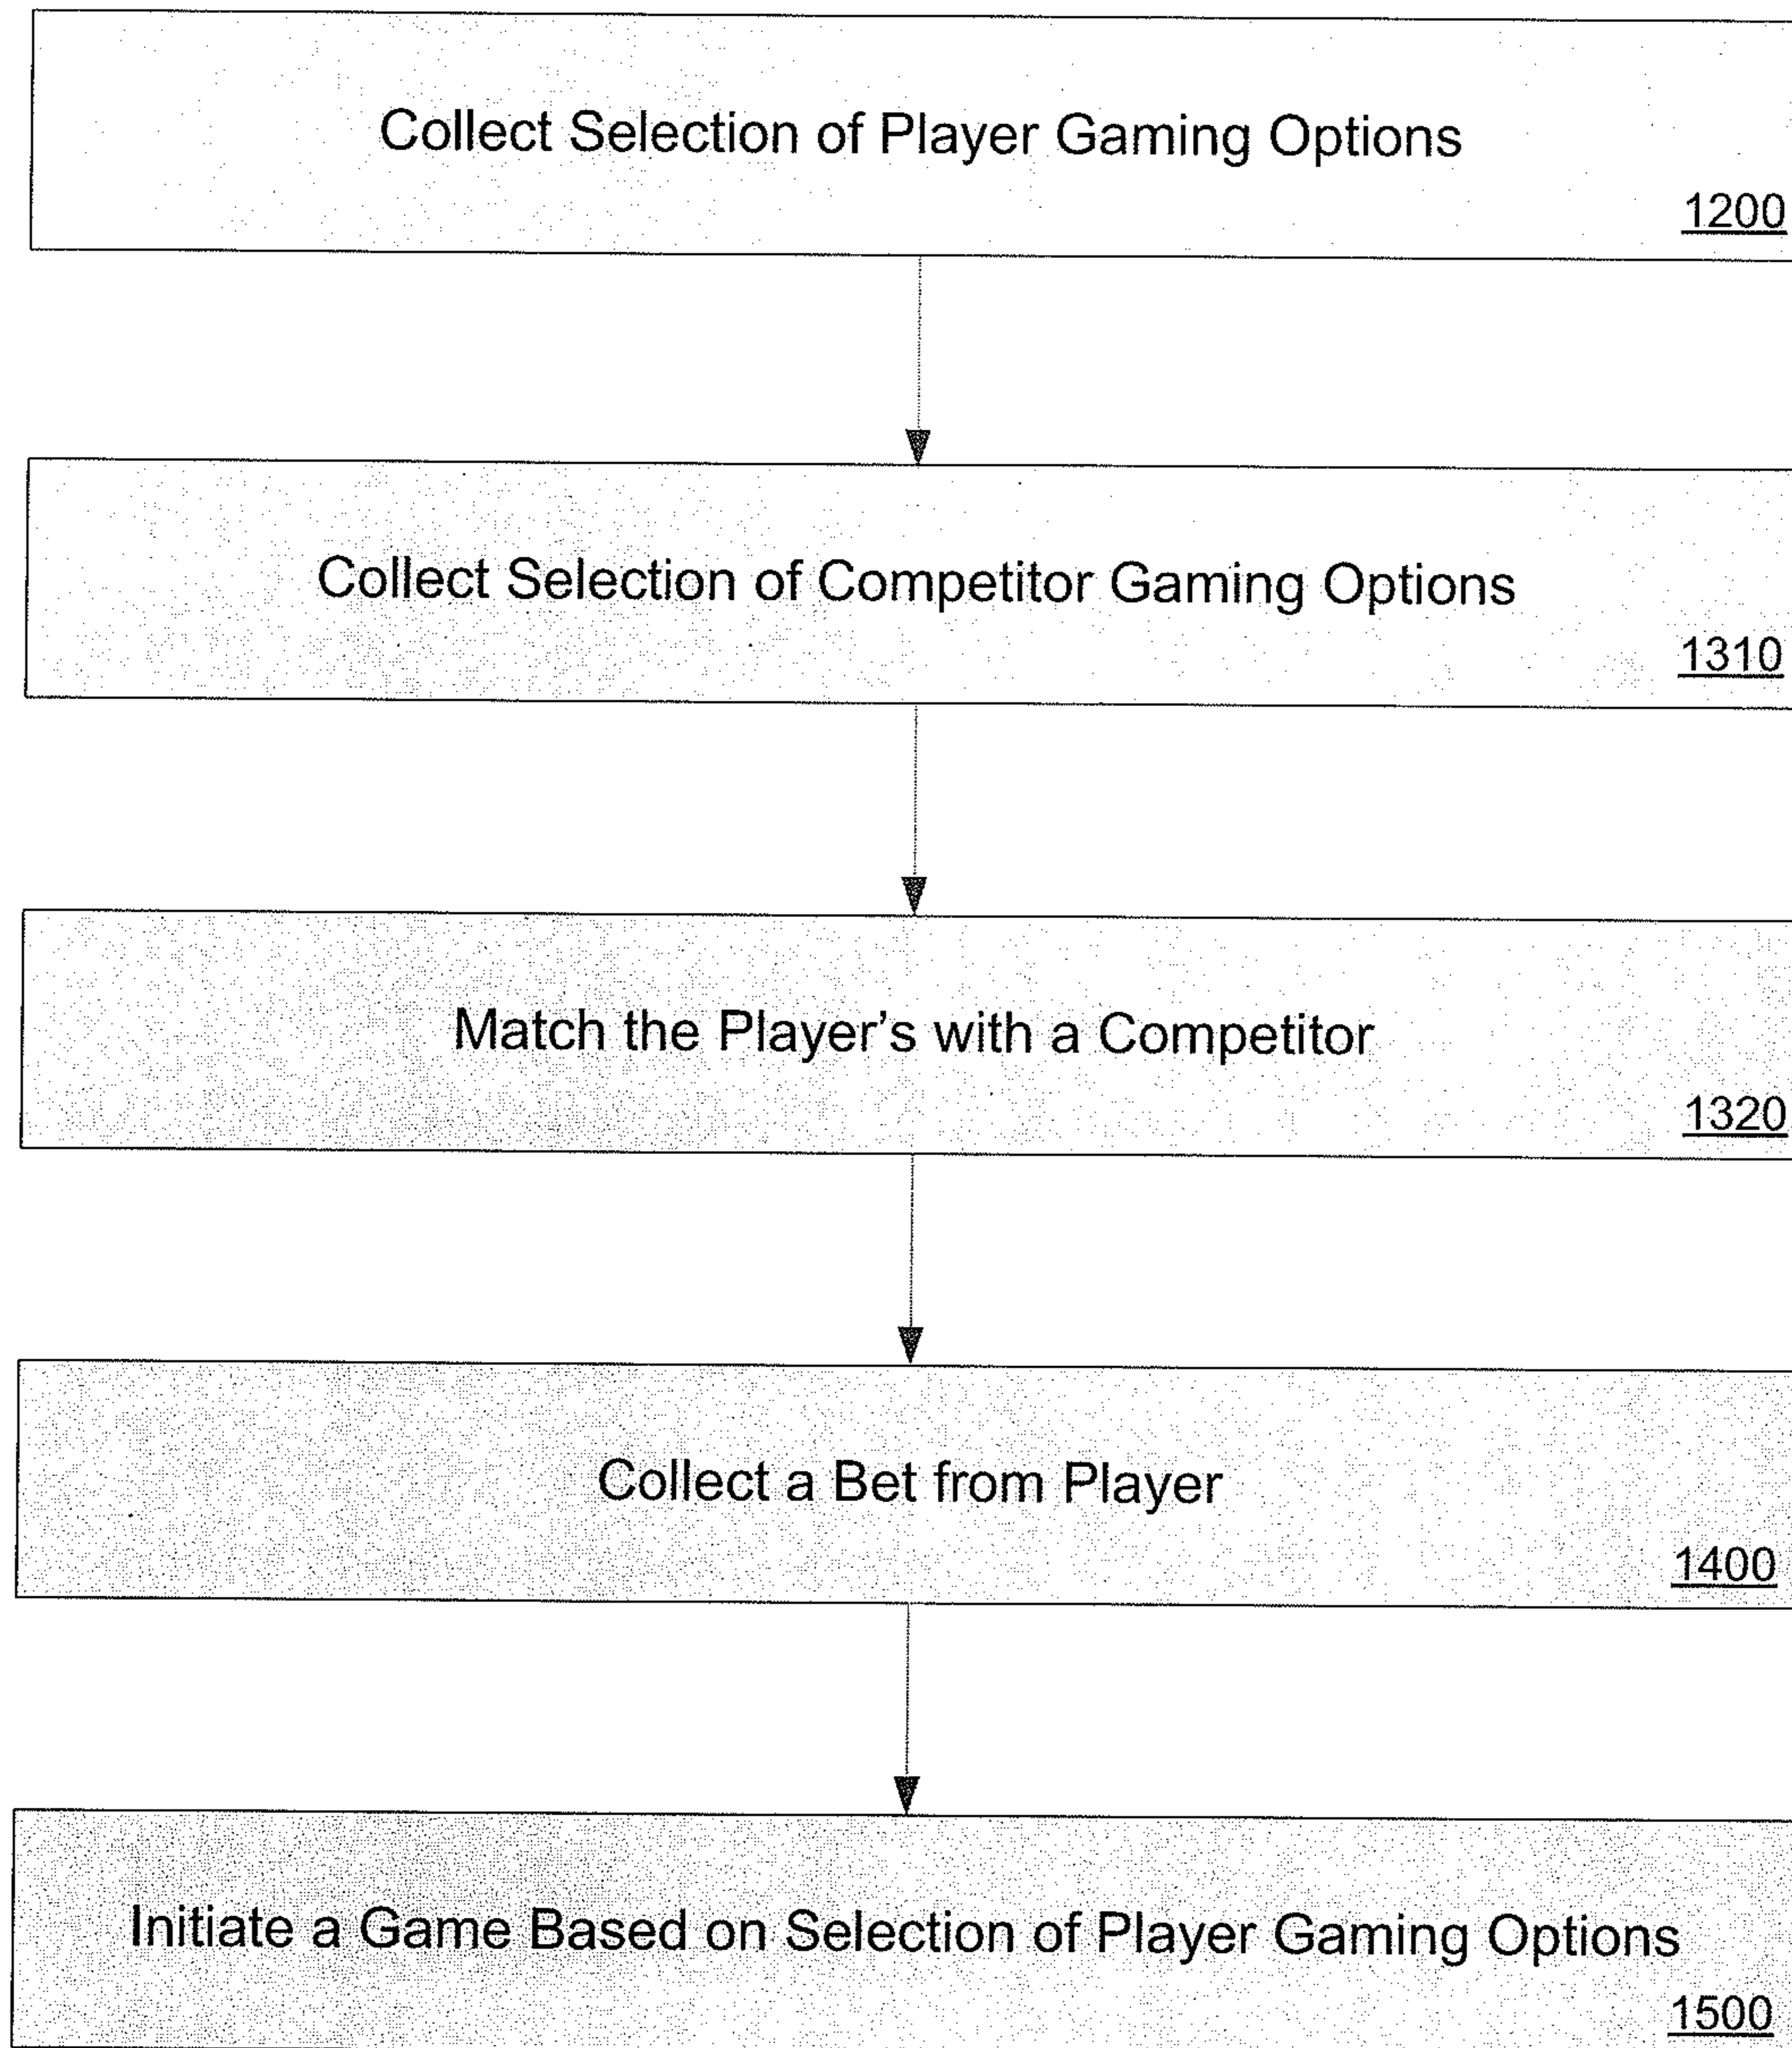 Collect Selection of Player Gaming Options
1200
Collect Selection of Competitor Gaming Options
1310
Match the Player's with a Competitor
1320
Collect a Bet from Player
1400
Initiate a Game Based on Selection of Player Gaming Options
1500